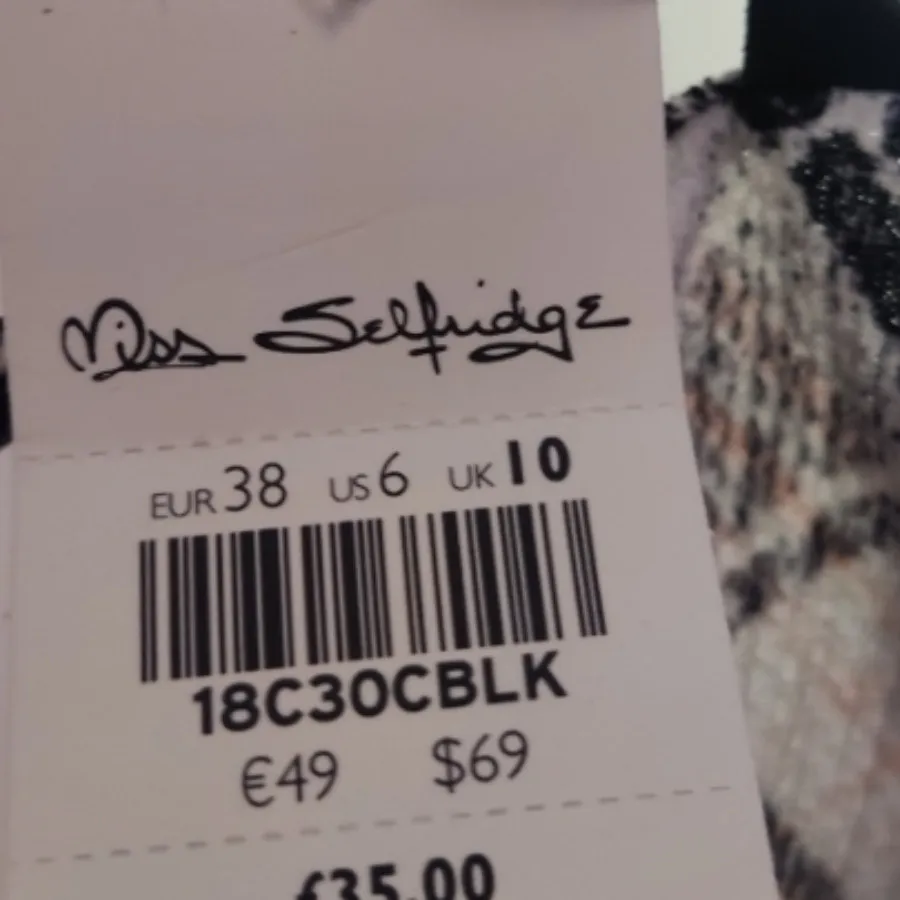 Miss Selfridge
EUR 38 US 6 UK 10
18C30CBLK
€49 $69
£35.00